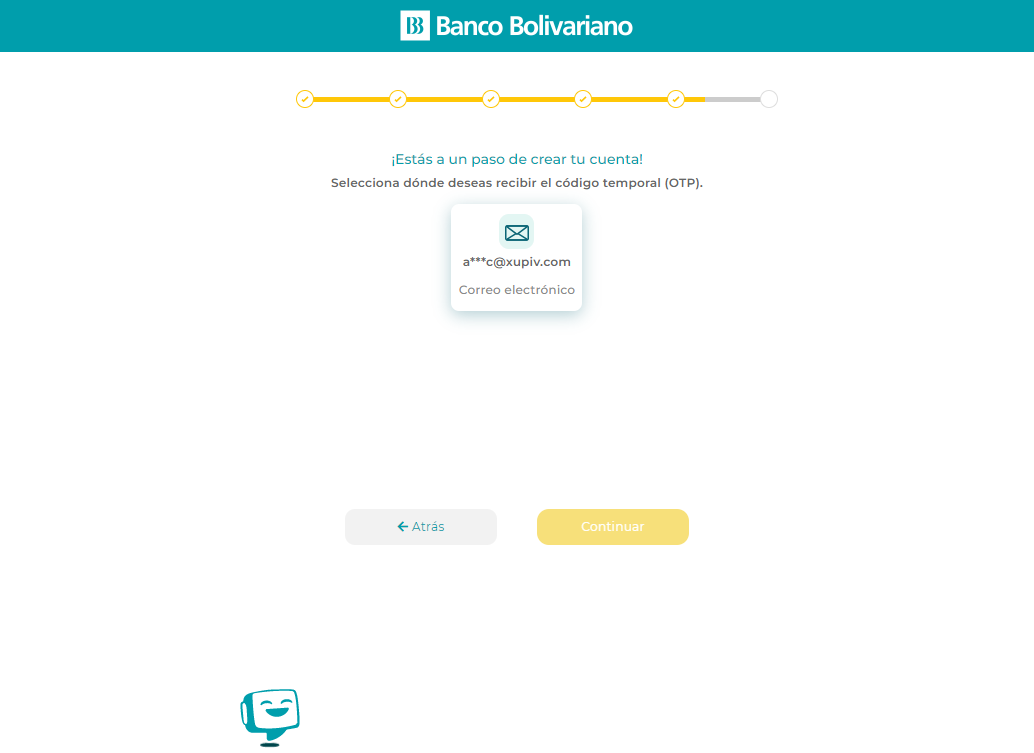 Banco Bolivariano
¡Estás a un paso de crear tu cuenta!
Selecciona dónde deseas recibir el código temporal (OTP).
a***c@xupiv.com
Correo electrónico
Atrás
Continuar